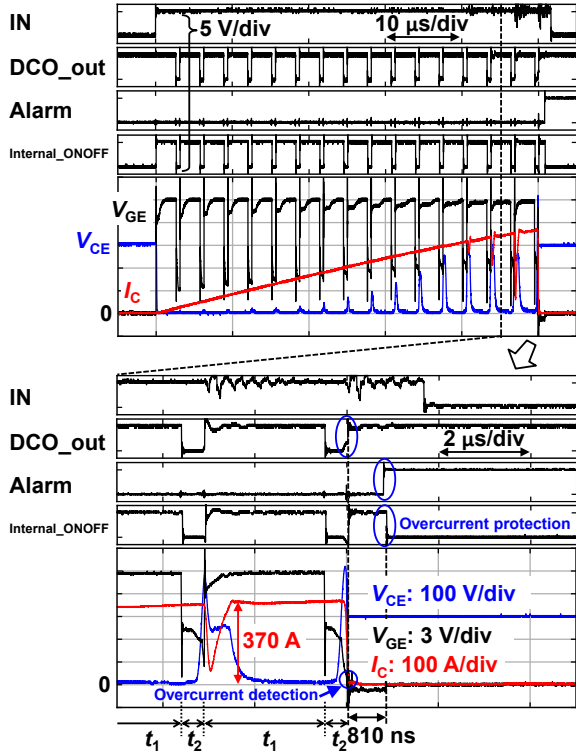 IN
5 V/div
10 μs/div
DCO_out
Alarm
Internal_ONOFF
VGE
VCE
IC
0
IN
DCO_out
2 μs/div
Alarm
Internal_ONOFF
Overcurrent protection
VCE: 100 V/div
370 A
VGE: 3 V/div
IC: 100 A/div
0
Overcurrent detection
t1 t2 t1 t2 810 ns